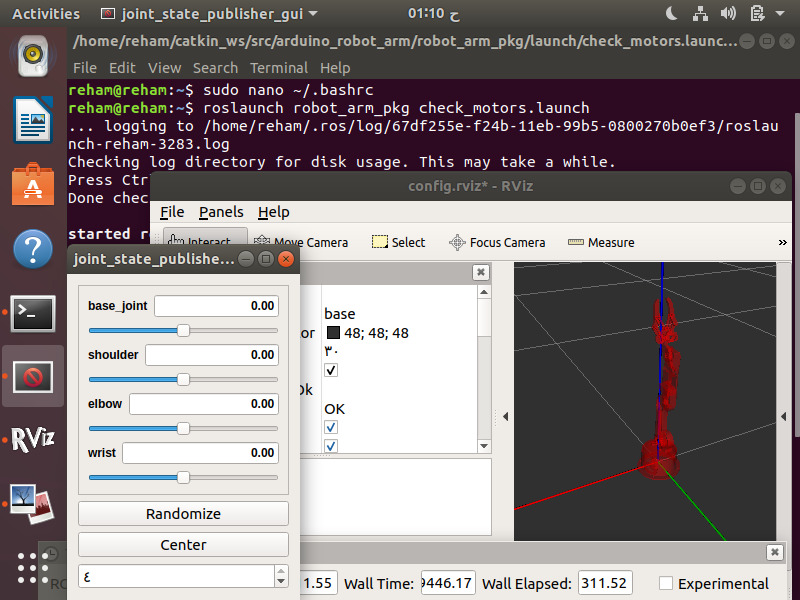 Activities joint_state_publisher_gui 01:10 ح
/home/reham/catkin_ws/src/arduino_robot_arm/robot_arm_pkg/launch/check_motors.launc...
File Edit View Search Terminal Help
reham@reham:~$ sudo nano ~/.bashrc
reham@reham:~$ roslaunch robot_arm_pkg check_motors.launch
... logging to /home/reham/.ros/log/67df255e-f24b-11eb-99b5-0800270b0ef3/roslau
nch-reham-3283.log
Checking log directory for disk usage. This may take a while.
Press Ctr
Done chec
started r
config.rviz* - RViz
File Panels Help
Interact Move Camera Select Focus Camera Measure »
joint_state_publishe...
base_joint 0.00
shoulder 0.00
elbow 0.00
wrist 0.00
Randomize
Center
٤
base
or 48; 48; 48
٣٠
Ok
OK
RViz
1.55 Wall Time: 9446.17 Wall Elapsed: 311.52 Experimental